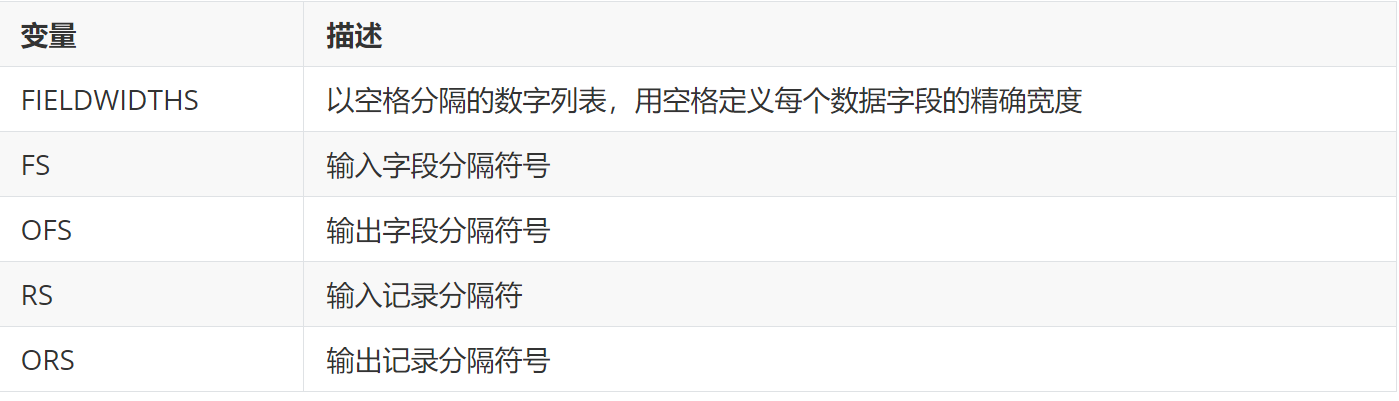 变量 描述
FIELDWIDTHS 以空格分隔的数字列表，用空格定义每个数据字段的精确宽度
FS 输入字段分隔符号
OFS 输出字段分隔符号
RS 输入记录分隔符
ORS 输出记录分隔符号